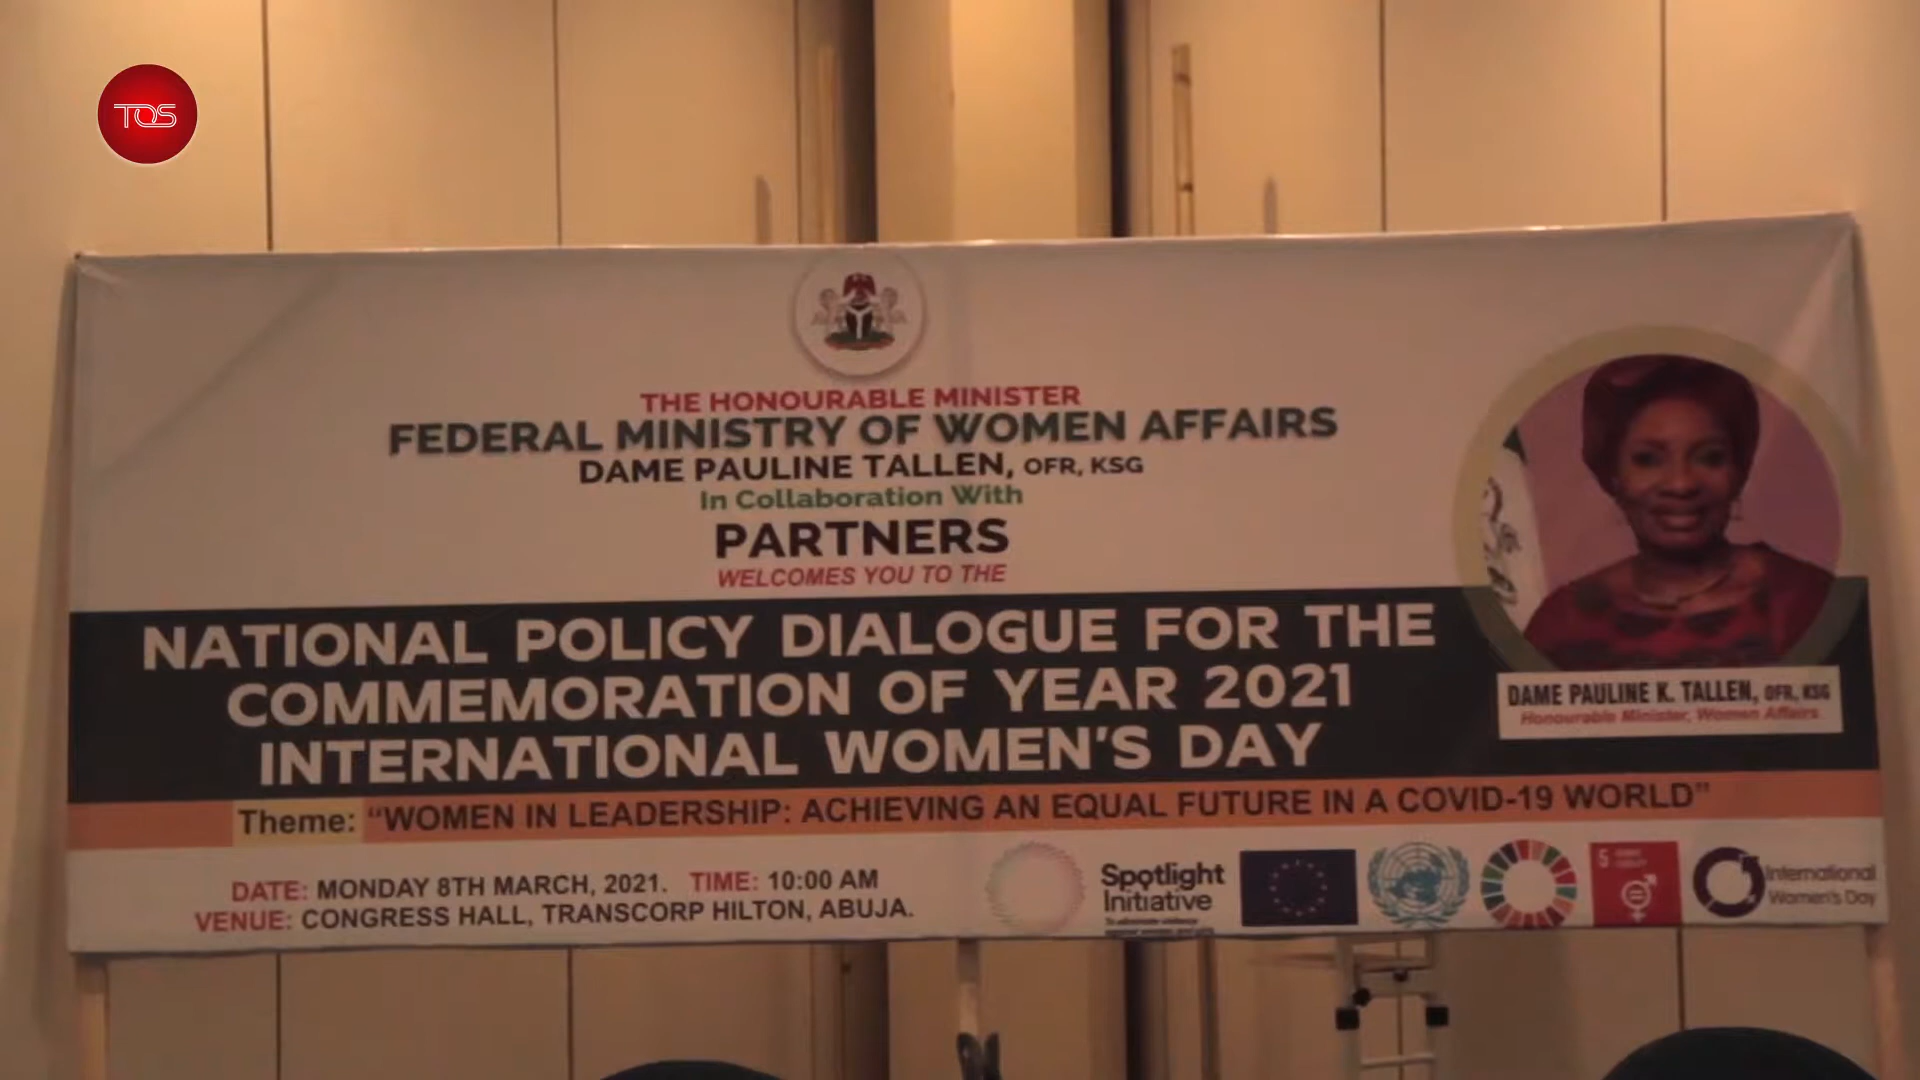 TOS
THE HONOURABLE MINISTER
FEDERAL MINISTRY OF WOMEN AFFAIRS
DAME PAULINE TALLEN, OFR, KSG
In Collaboration With
PARTNERS
WELCOMES YOU TO THE
NATIONAL POLICY DIALOGUE FOR THE
COMMEMORATION OF YEAR 2021
INTERNATIONAL WOMEN'S DAY
DAME PAULINE K. TALLEN, OFR, KSG
Honourable Minister, Women Affairs
Theme: "WOMEN IN LEADERSHIP: ACHIEVING AN EQUAL FUTURE IN A COVID-19 WORLD"
DATE: MONDAY 8TH MARCH, 2021. TIME: 10:00 AM
VENUE: CONGRESS HALL, TRANSCORP HILTON, ABUJA.
Spotlight
Initiative
5
International
Women's Day